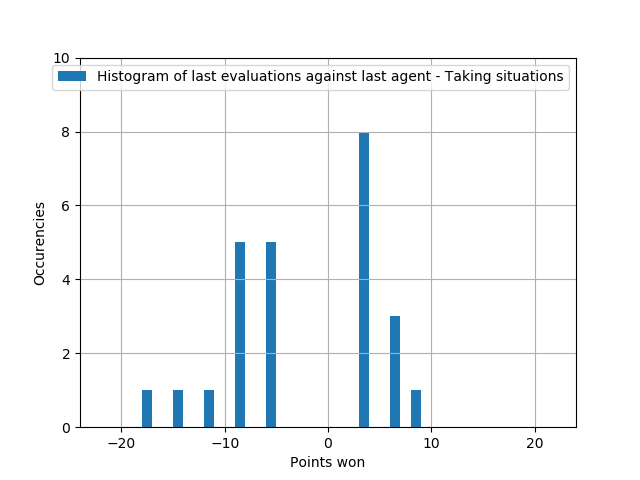 10
Histogram of last evaluations against last agent - Taking situations
8
6
Occurencies
4
2
0
−20 −10 0 10 20
Points won